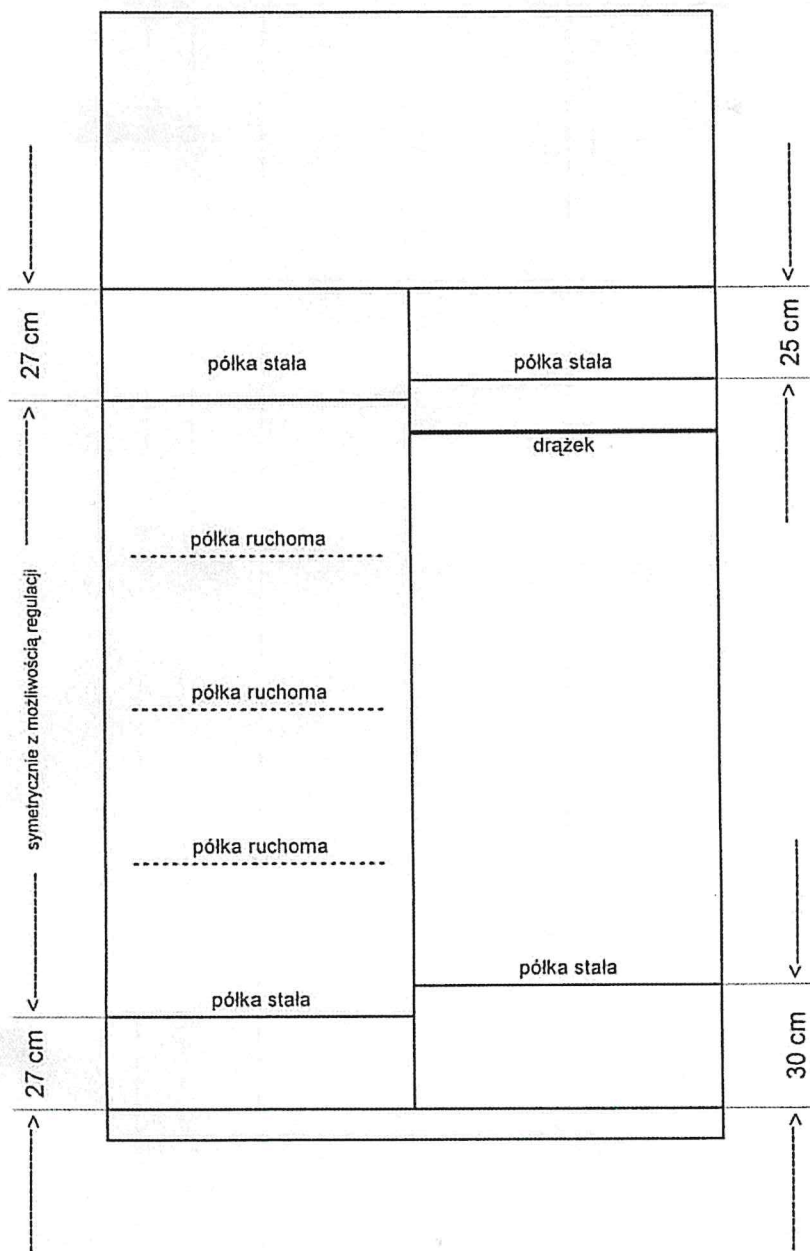 27 cm
25 cm
półka stała
półka stała
drążek
półka ruchoma
symetrycznie z możliwością regulacji
półka ruchoma
półka ruchoma
półka stała
półka stała
27 cm
30 cm